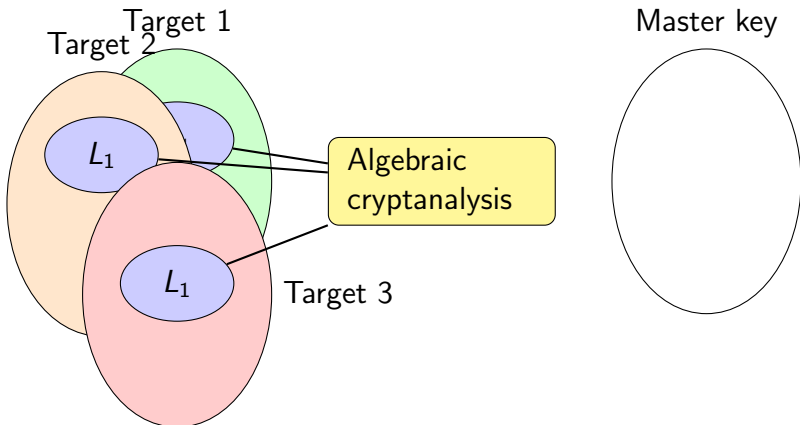 Target 1
Master key
Target 2
L₁
Algebraic
cryptanalysis
L₁
Target 3